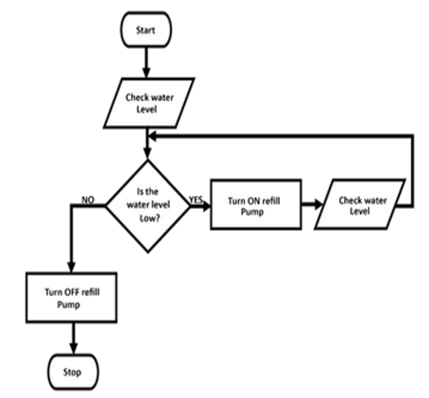 Start
Check water
Level
Is the
water level
Low?
NO
YES
Turn ON refill
Pump
Check water
Level
Turn OFF refill
Pump
Stop